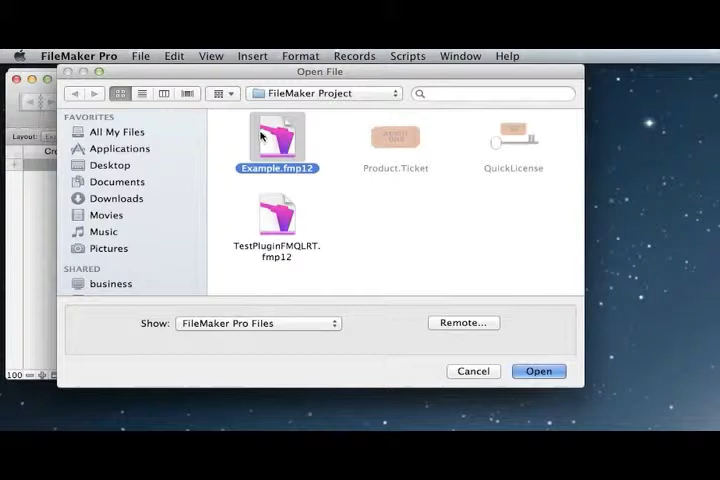 FileMaker Pro File Edit View Insert Format Records Scripts Window Help
Open File
FileMaker Project
FAVORITES
All My Files
Applications
Desktop
Documents
Downloads
Movies
Music
Pictures
SHARED
business
Example.fmp12
Product.Ticket
QuickLicense
TestPluginFMQLRT.
fmp12
Show: FileMaker Pro Files
Remote...
Cancel
Open
Layout:
Cr
100